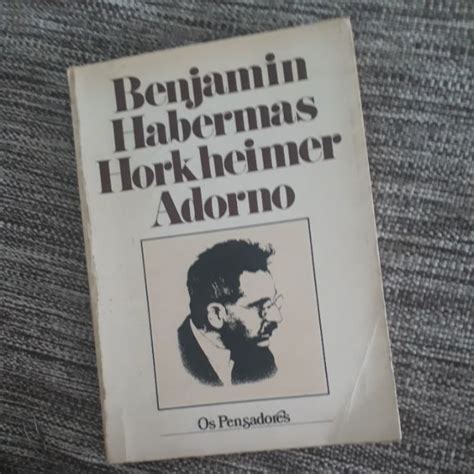 Benjamin
Habermas
Horkheimer
Adorno
Os Pensadores